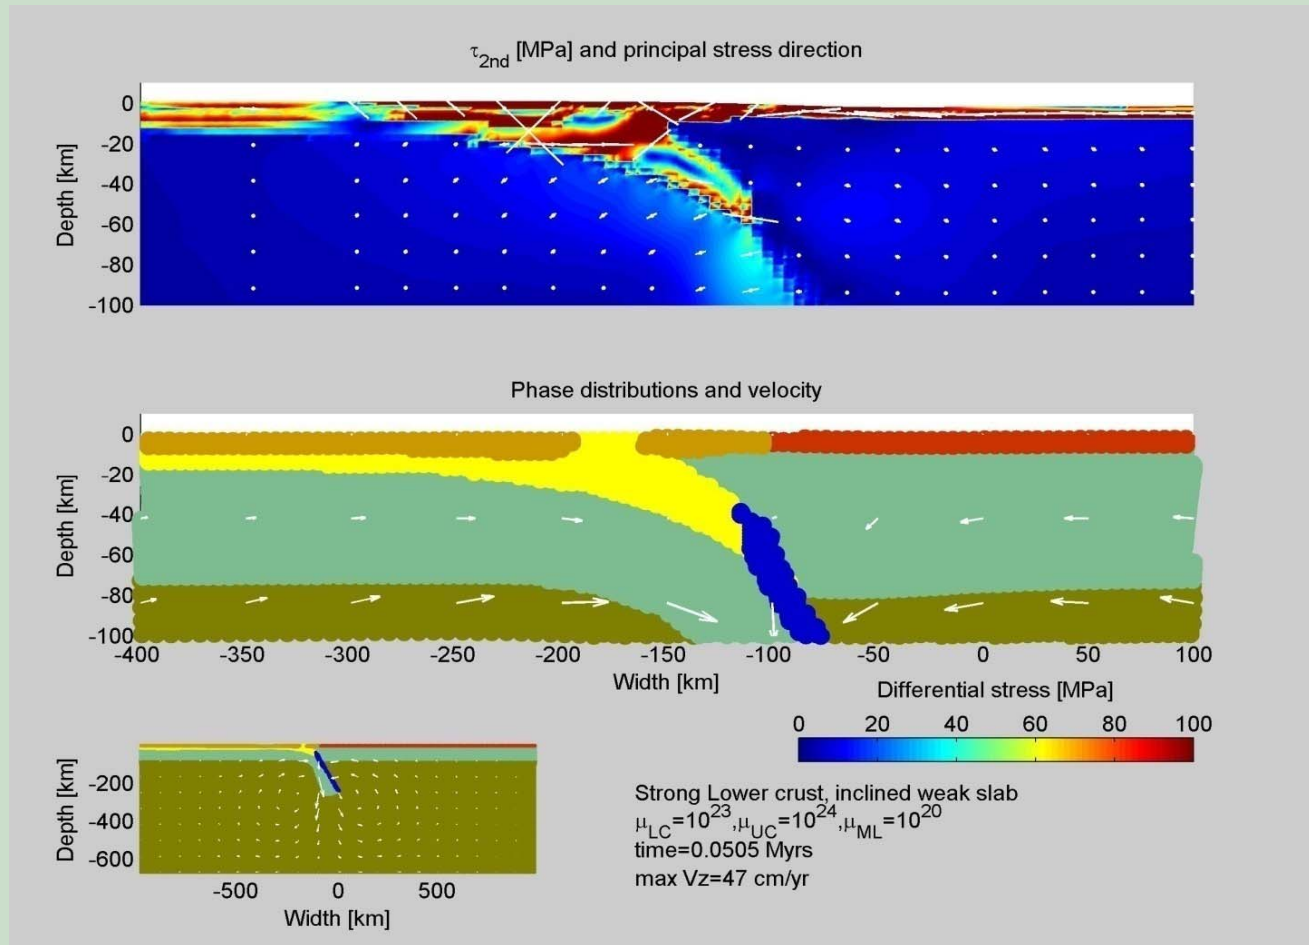 τ2nd [MPa] and principal stress direction
0
-20
-40
-60
-80
-100
Depth [km]
Phase distributions and velocity
0
-20
-40
-60
-80
-100
Depth [km]
-400 -350 -300 -250 -200 -150 -100 -50 0 50 100
Width [km]
Differential stress [MPa]
0 20 40 60 80 100
-200
-400
-600
Depth [km]
-500 0 500
Width [km]
Strong Lower crust, inclined weak slab
μLC=10^23,μUC=10^24,μML=10^20
time=0.0505 Myrs
max Vz=47 cm/yr